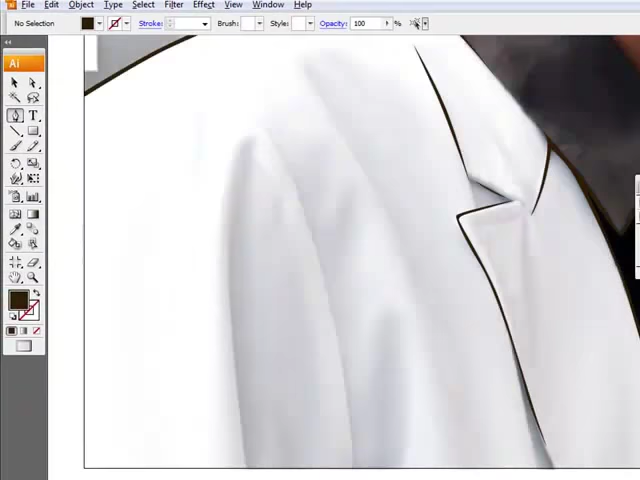 File Edit Object Type Select Filter Effect View Window Help
No Selection Stroke: Brush: Style: Opacity: 100 %
Ai
T